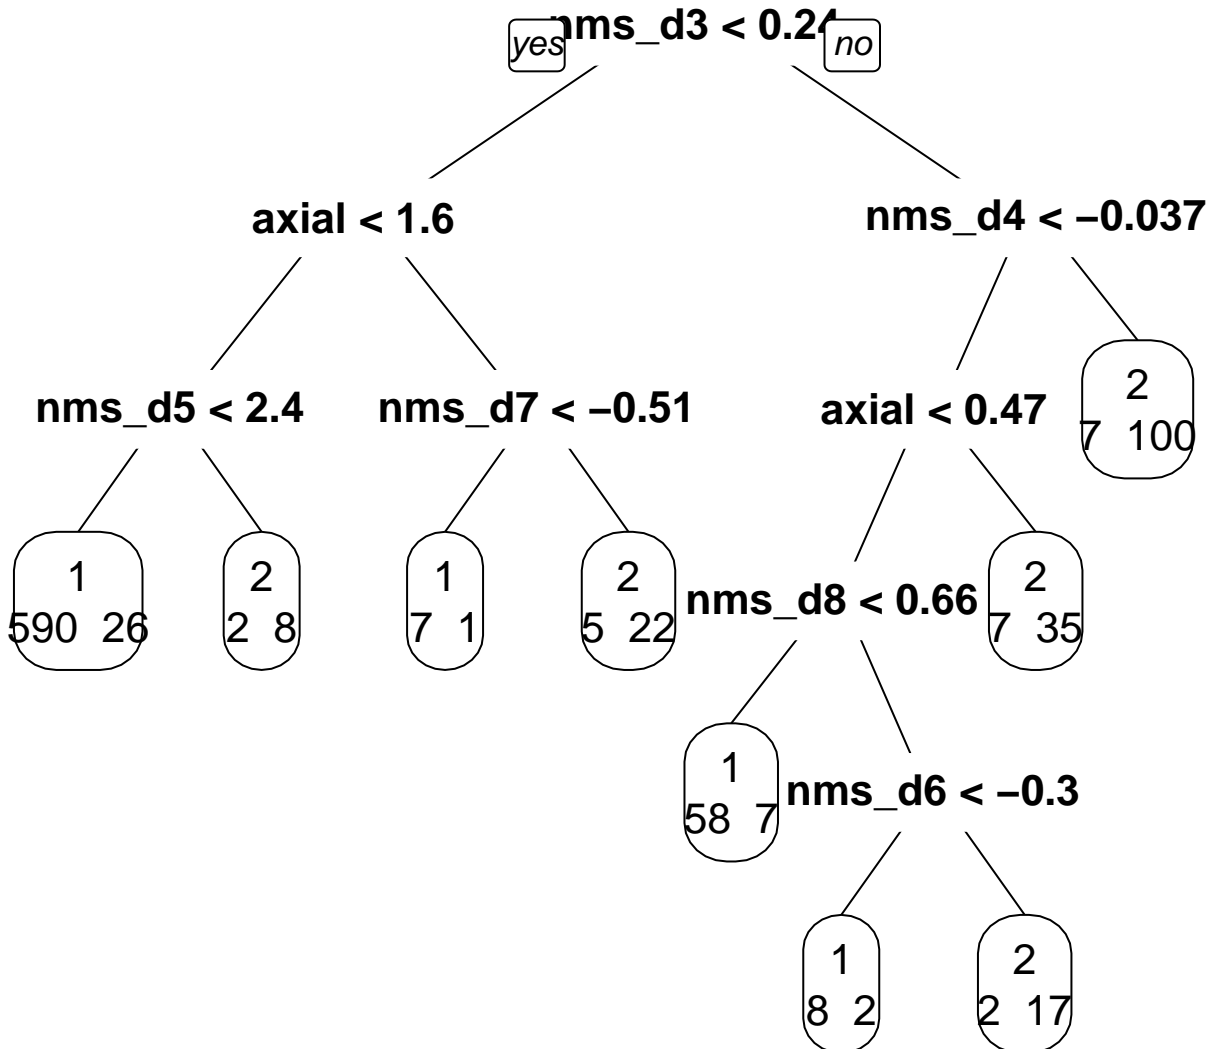 nms_d3 < 0.24
yes no
axial < 1.6
nms_d4 < −0.037
nms_d5 < 2.4
nms_d7 < −0.51
axial < 0.47
2
7 100
1
590 26
2
2 8
1
7 1
2
5 22
nms_d8 < 0.66
2
7 35
1
58 7
nms_d6 < −0.3
1
8 2
2
2 17